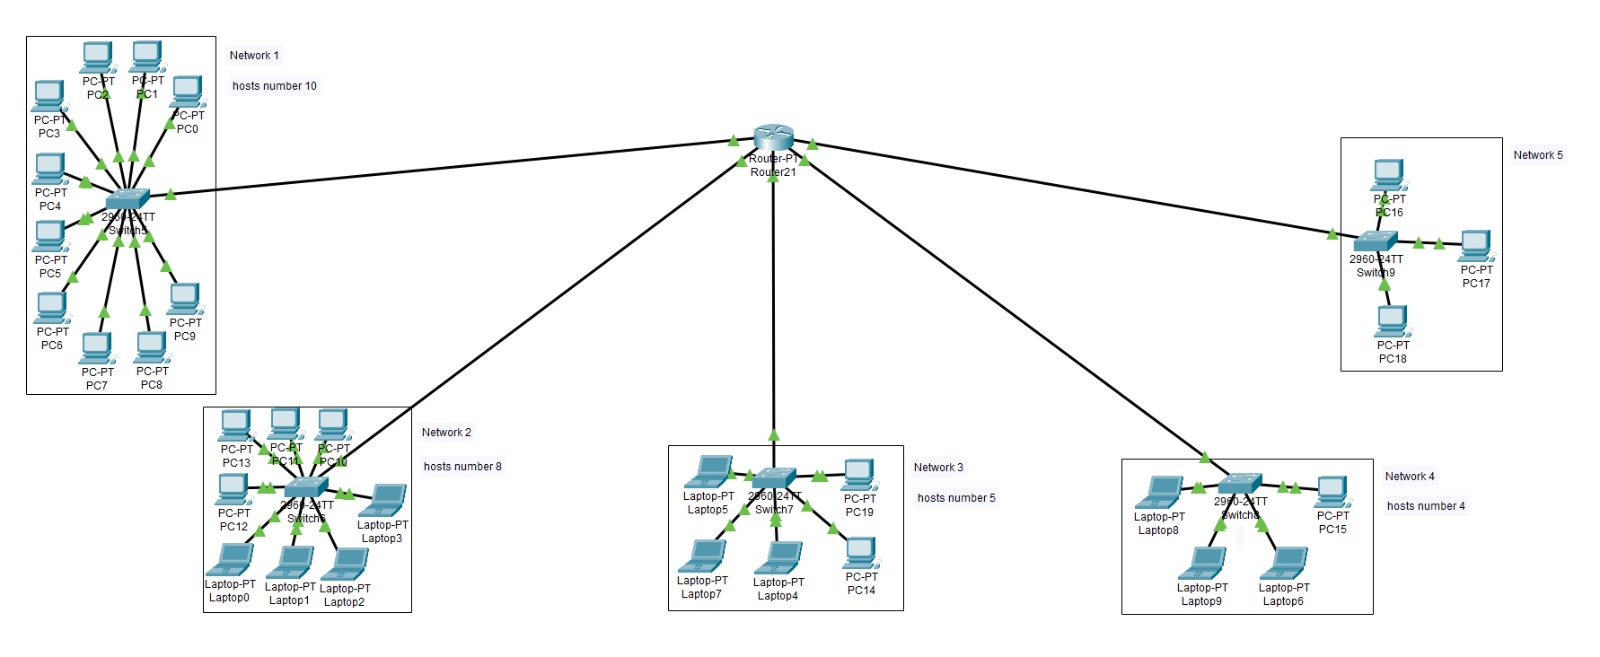 Network 1
hosts number 10
PC-PT
PC2
PC-PT
PC1
PC-PT
PC0
PC-PT
PC3
PC-PT
PC4
2960-24TT
Switch5
PC-PT
PC5
PC-PT
PC6
PC-PT
PC7
PC-PT
PC8
PC-PT
PC9
Router-PT
Router21
Network 2
hosts number 8
PC-PT
PC13
PC-PT
PC11
PC-PT
PC10
PC-PT
PC12
2960-24TT
Switch6
Laptop-PT
Laptop3
Laptop-PT
Laptop0
Laptop-PT
Laptop1
Laptop-PT
Laptop2
Network 3
hosts number 5
Laptop-PT
Laptop5
2960-24TT
Switch7
PC-PT
PC19
Laptop-PT
Laptop7
Laptop-PT
Laptop4
PC-PT
PC14
Network 4
hosts number 4
Laptop-PT
Laptop8
2960-24TT
Switch8
PC-PT
PC15
Laptop-PT
Laptop9
Laptop-PT
Laptop6
Network 5
PC-PT
PC16
2960-24TT
Switch9
PC-PT
PC17
PC-PT
PC18